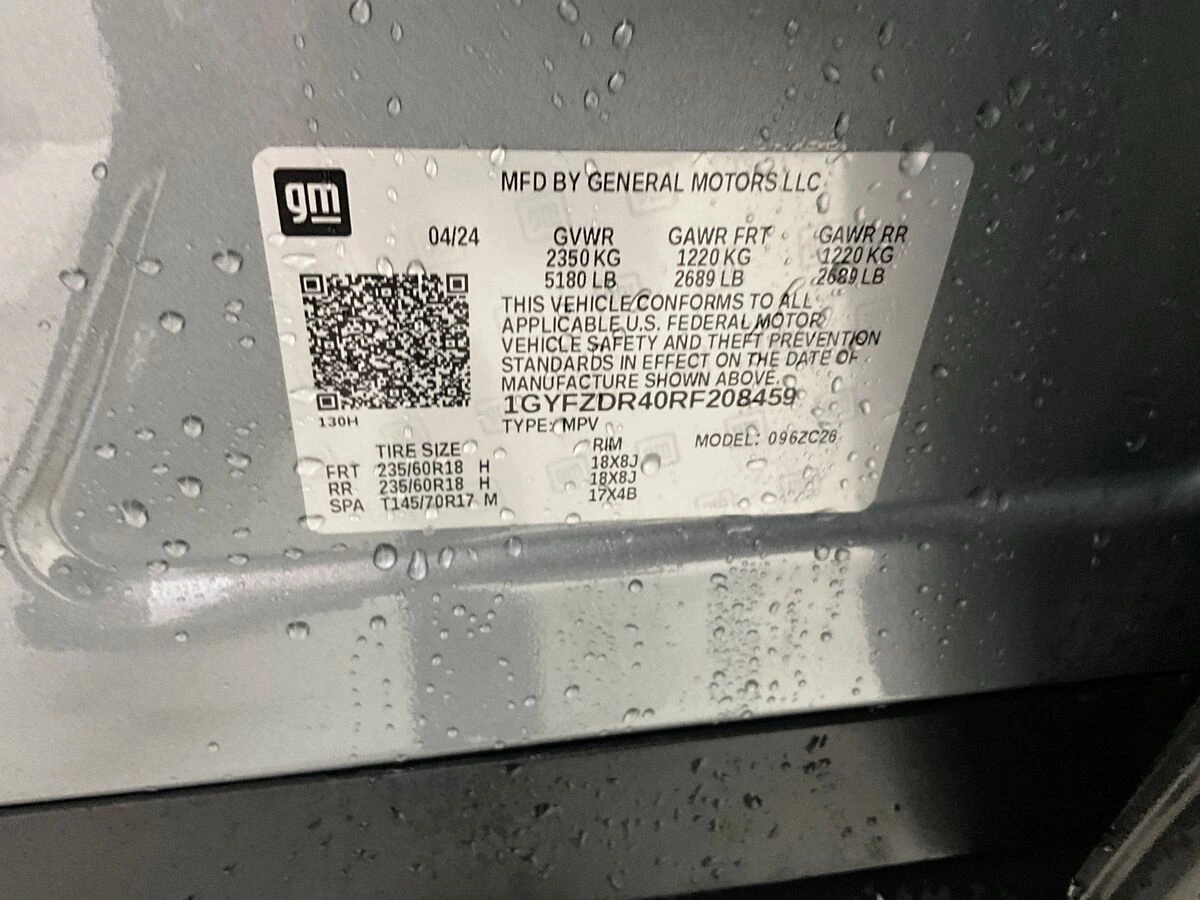 gm
MFD BY GENERAL MOTORS LLC
04/24 GVWR GAWR FRT GAWR RR
2350 KG 1220 KG 1220 KG
5180 LB 2689 LB 2689 LB
THIS VEHICLE CONFORMS TO ALL
APPLICABLE U.S. FEDERAL MOTOR
VEHICLE SAFETY AND THEFT PREVENTION
STANDARDS IN EFFECT ON THE DATE OF
MANUFACTURE SHOWN ABOVE.
1GYFZDR40RF208459
130H
TYPE: MPV MODEL: 096ZC26
TIRE SIZE RIM
FRT 235/60R18 H 18X8J
RR 235/60R18 H 18X8J
SPA T145/70R17 M 17X4B